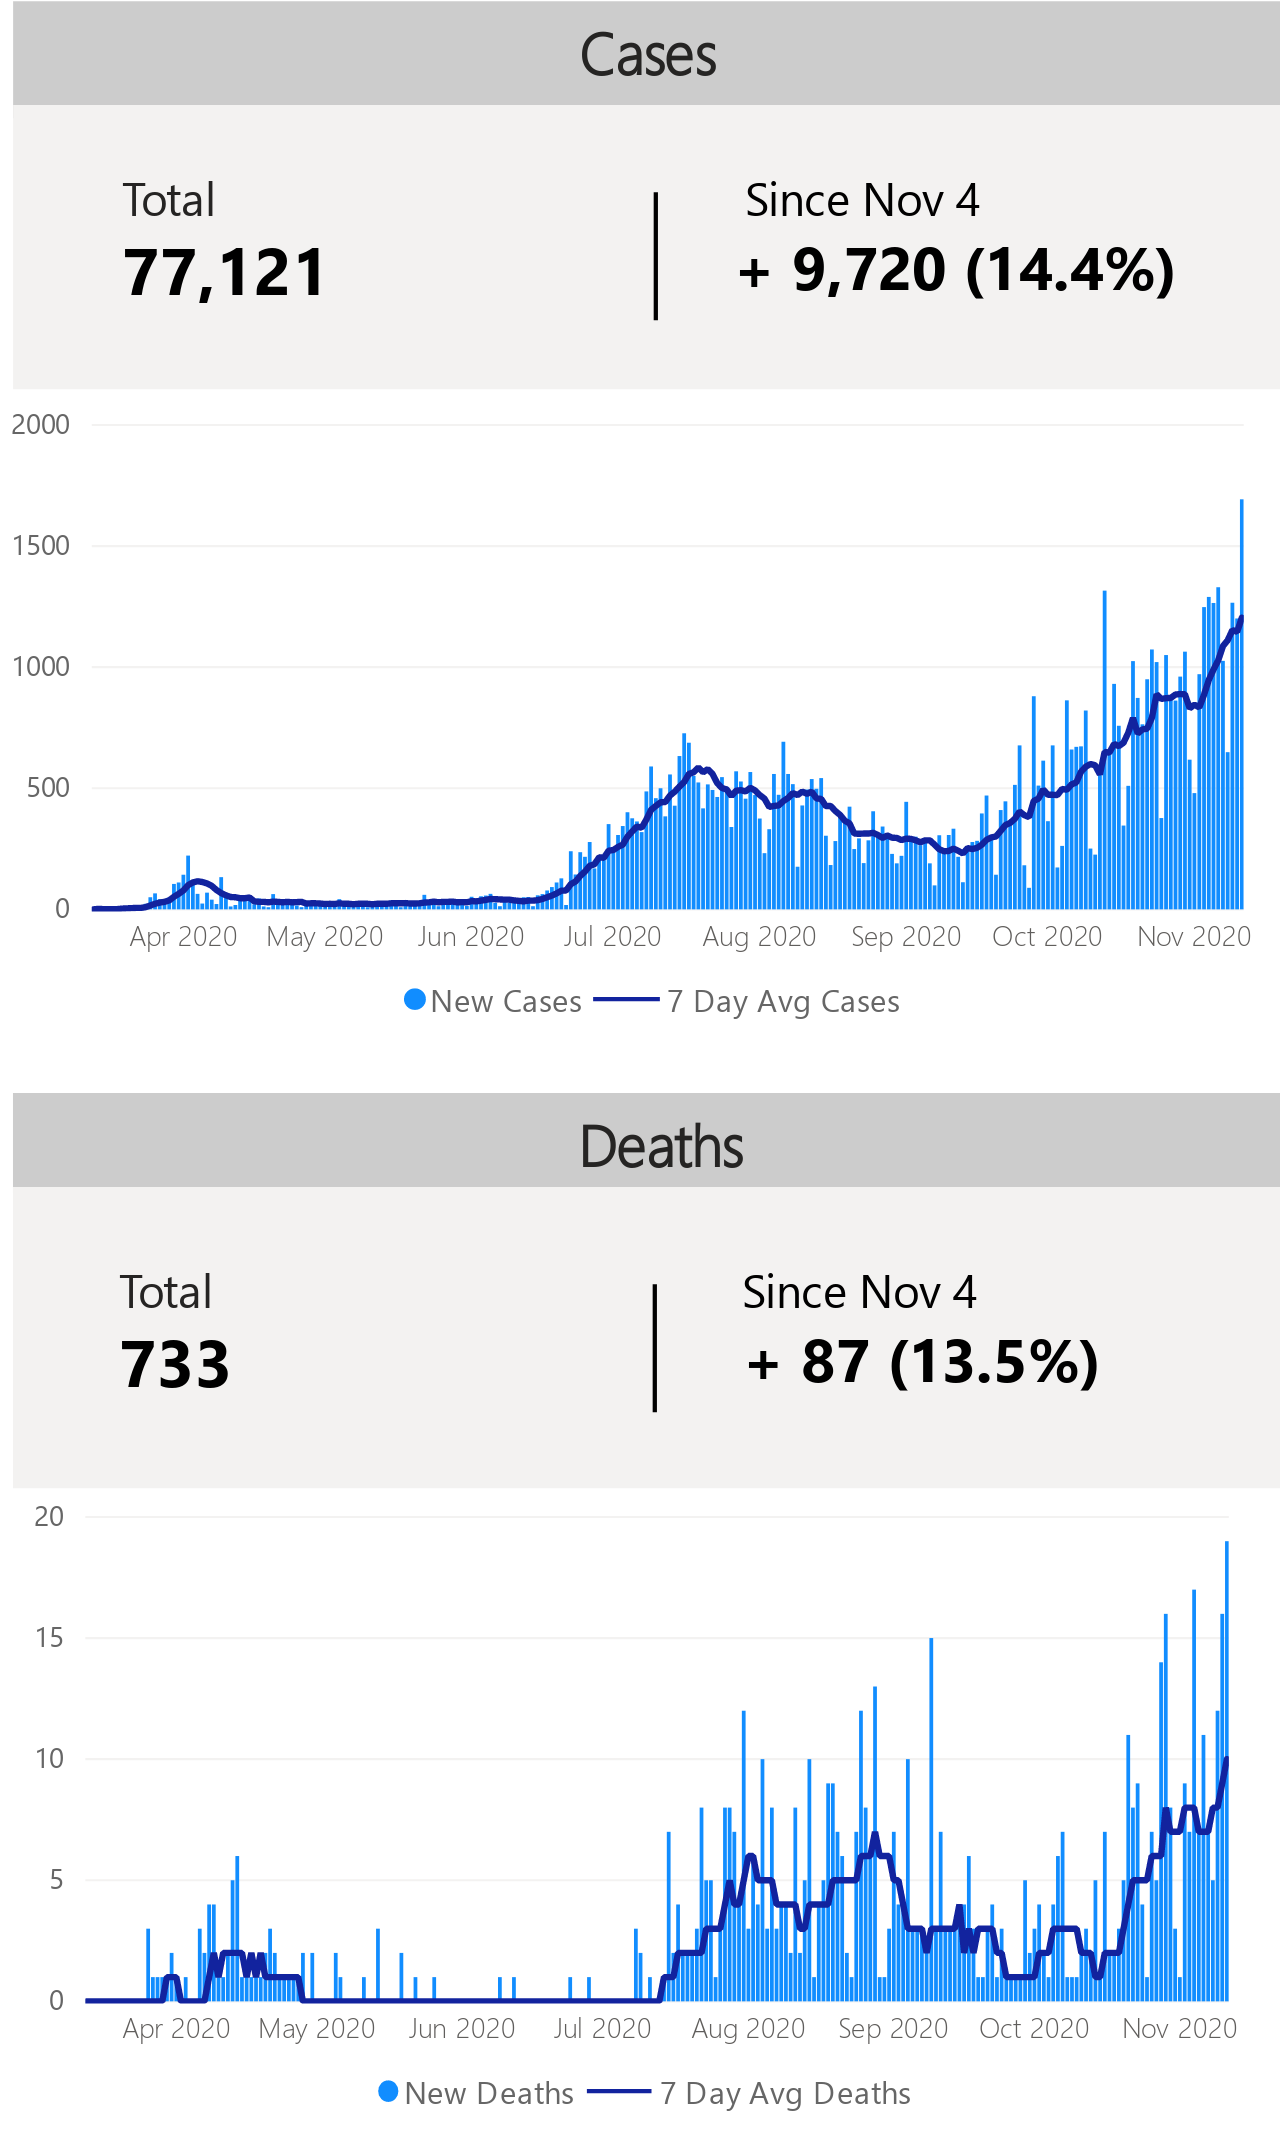 Cases
Total
Since Nov 4
77,121
+ 9,720 (14.4%)
2000
1500
1000
500
0
Apr 2020 May 2020 Jun 2020 Jul 2020 Aug 2020 Sep 2020 Oct 2020 Nov 2020
New Cases 7 Day Avg Cases
Deaths
Total
Since Nov 4
733
+ 87 (13.5%)
20
15
10
5
0
Apr 2020 May 2020 Jun 2020 Jul 2020 Aug 2020 Sep 2020 Oct 2020 Nov 2020
New Deaths 7 Day Avg Deaths